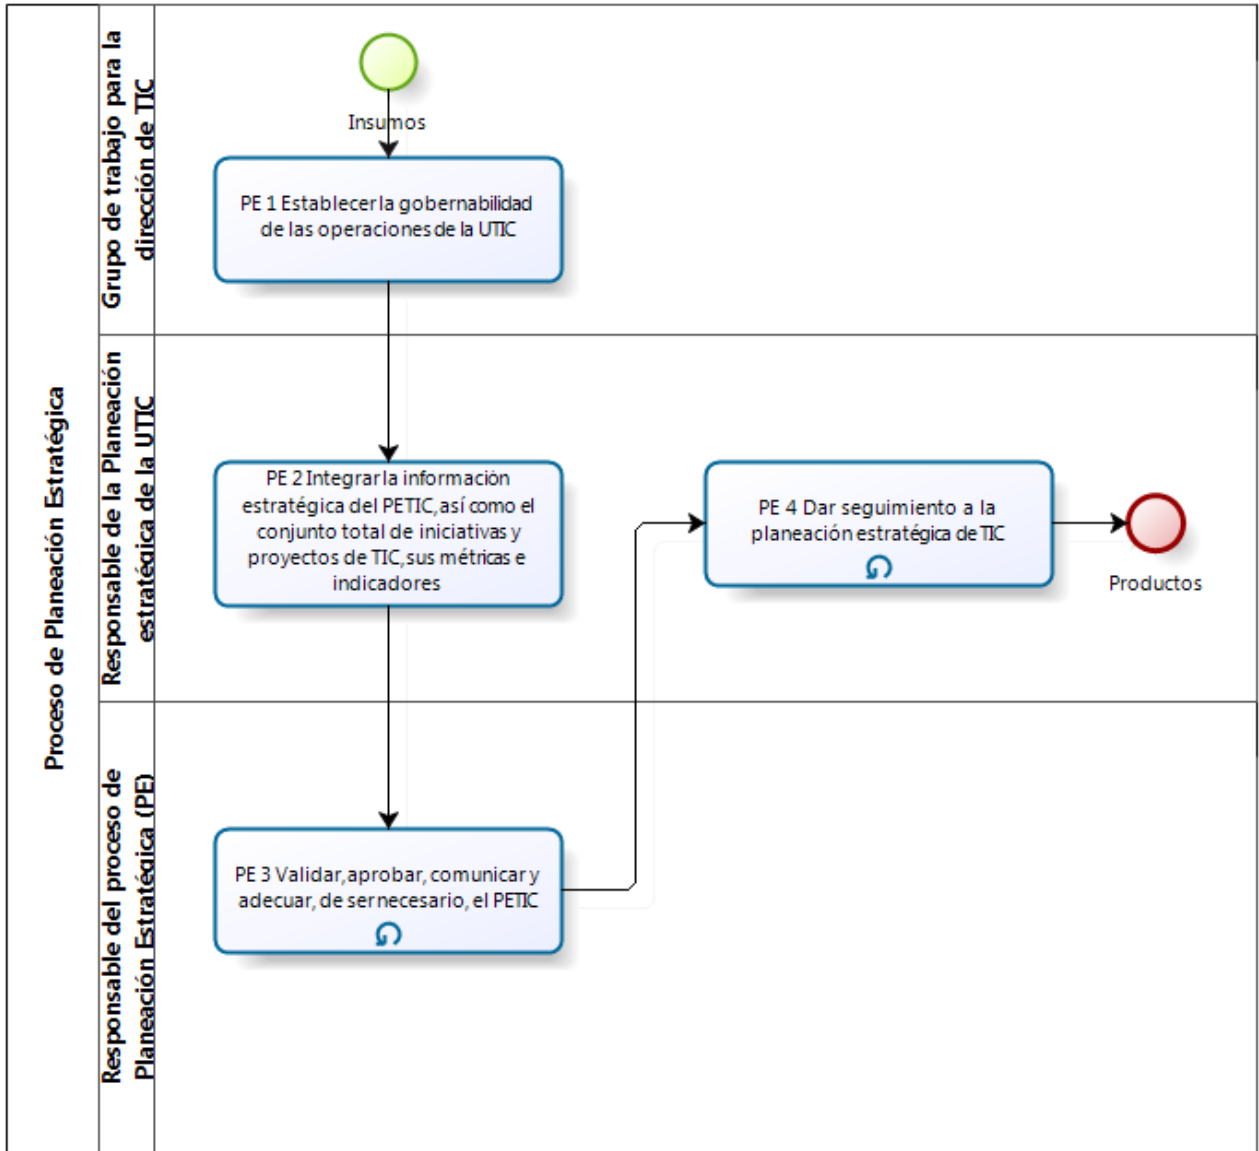 Proceso de Planeación Estratégica
Grupo de trabajo para la
dirección de TIC
Insumos
PE 1 Establecer la gobernabilidad
de las operaciones de la UTIC
Responsable de la Planeación
estratégica de la UTIC
PE 2 Integrar la información
estratégica del PETIC, así como el
conjunto total de iniciativas y
proyectos de TIC, sus métricas e
indicadores
PE 4 Dar seguimiento a la
planeación estratégica de TIC
Productos
Responsable del proceso de
Planeación Estratégica (PE)
PE 3 Validar, aprobar, comunicar y
adecuar, de ser necesario, el PETIC